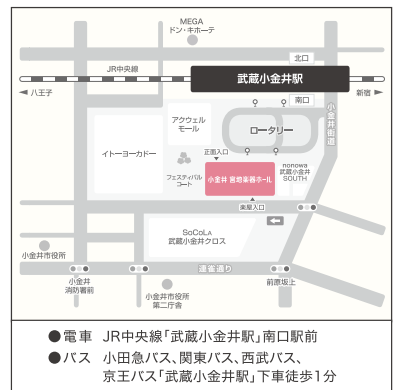 MEGA
ドン・キホーテ
北口
JR中央線
武蔵小金井駅
八王子
新宿
南口
小金井街道
アクウェル
モール
ロータリー
イトーヨーカドー
正面入口
フェスティバル
コート
小金井 宮地楽器ホール
nonowa
武蔵小金井
SOUTH
楽屋入口
SoCoLA
武蔵小金井クロス
小金井市役所
連雀通り
小金井
消防署前
前原坂上
小金井市役所
第二庁舎
●電車 JR中央線「武蔵小金井駅」南口駅前
●バス 小田急バス、関東バス、西武バス、
京王バス「武蔵小金井駅」下車徒歩1分